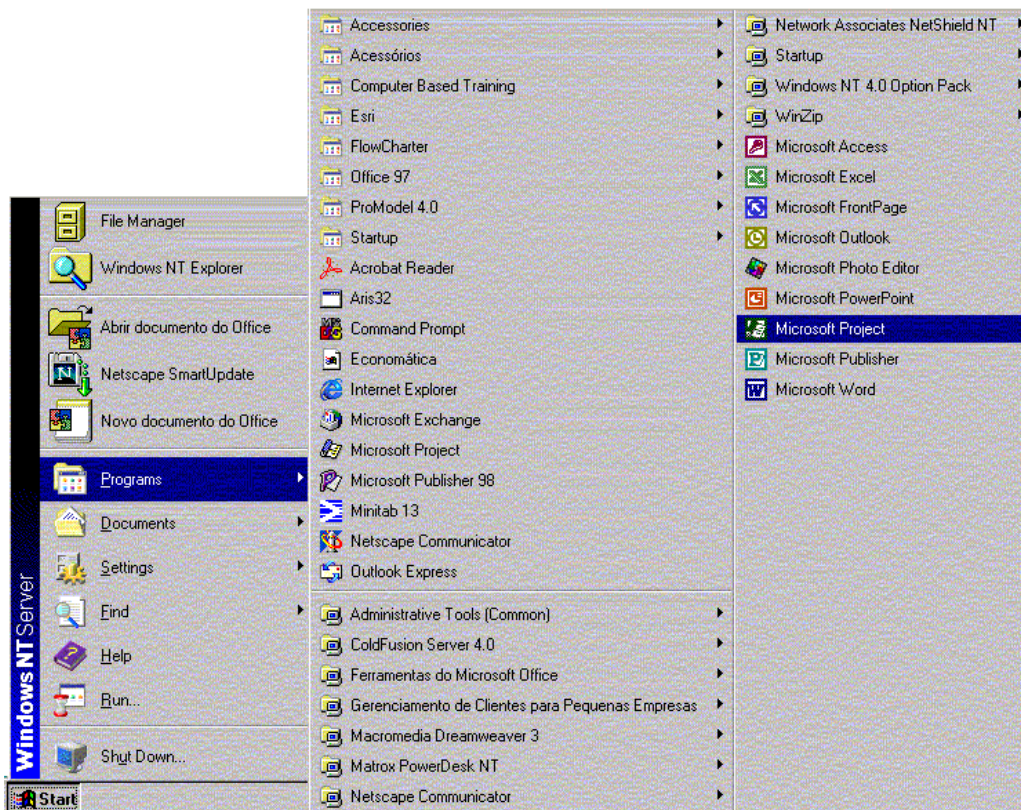 File Manager
Windows NT Explorer
Abrir documento do Office
Netscape SmartUpdate
Novo documento do Office
Programs
Documents
Settings
Find
Help
Run...
Shut Down...
Windows NT Server
Start
Accessories
Acessórios
Computer Based Training
Esri
FlowCharter
Office 97
ProModel 4.0
Startup
Acrobat Reader
Aris32
Command Prompt
Economática
Internet Explorer
Microsoft Exchange
Microsoft Project
Microsoft Publisher 98
Minitab 13
Netscape Communicator
Outlook Express
Administrative Tools (Common)
ColdFusion Server 4.0
Ferramentas do Microsoft Office
Gerenciamento de Clientes para Pequenas Empresas
Macromedia Dreamweaver 3
Matrox PowerDesk NT
Netscape Communicator
Network Associates NetShield NT
Startup
Windows NT 4.0 Option Pack
WinZip
Microsoft Access
Microsoft Excel
Microsoft FrontPage
Microsoft Outlook
Microsoft Photo Editor
Microsoft PowerPoint
Microsoft Project
Microsoft Publisher
Microsoft Word